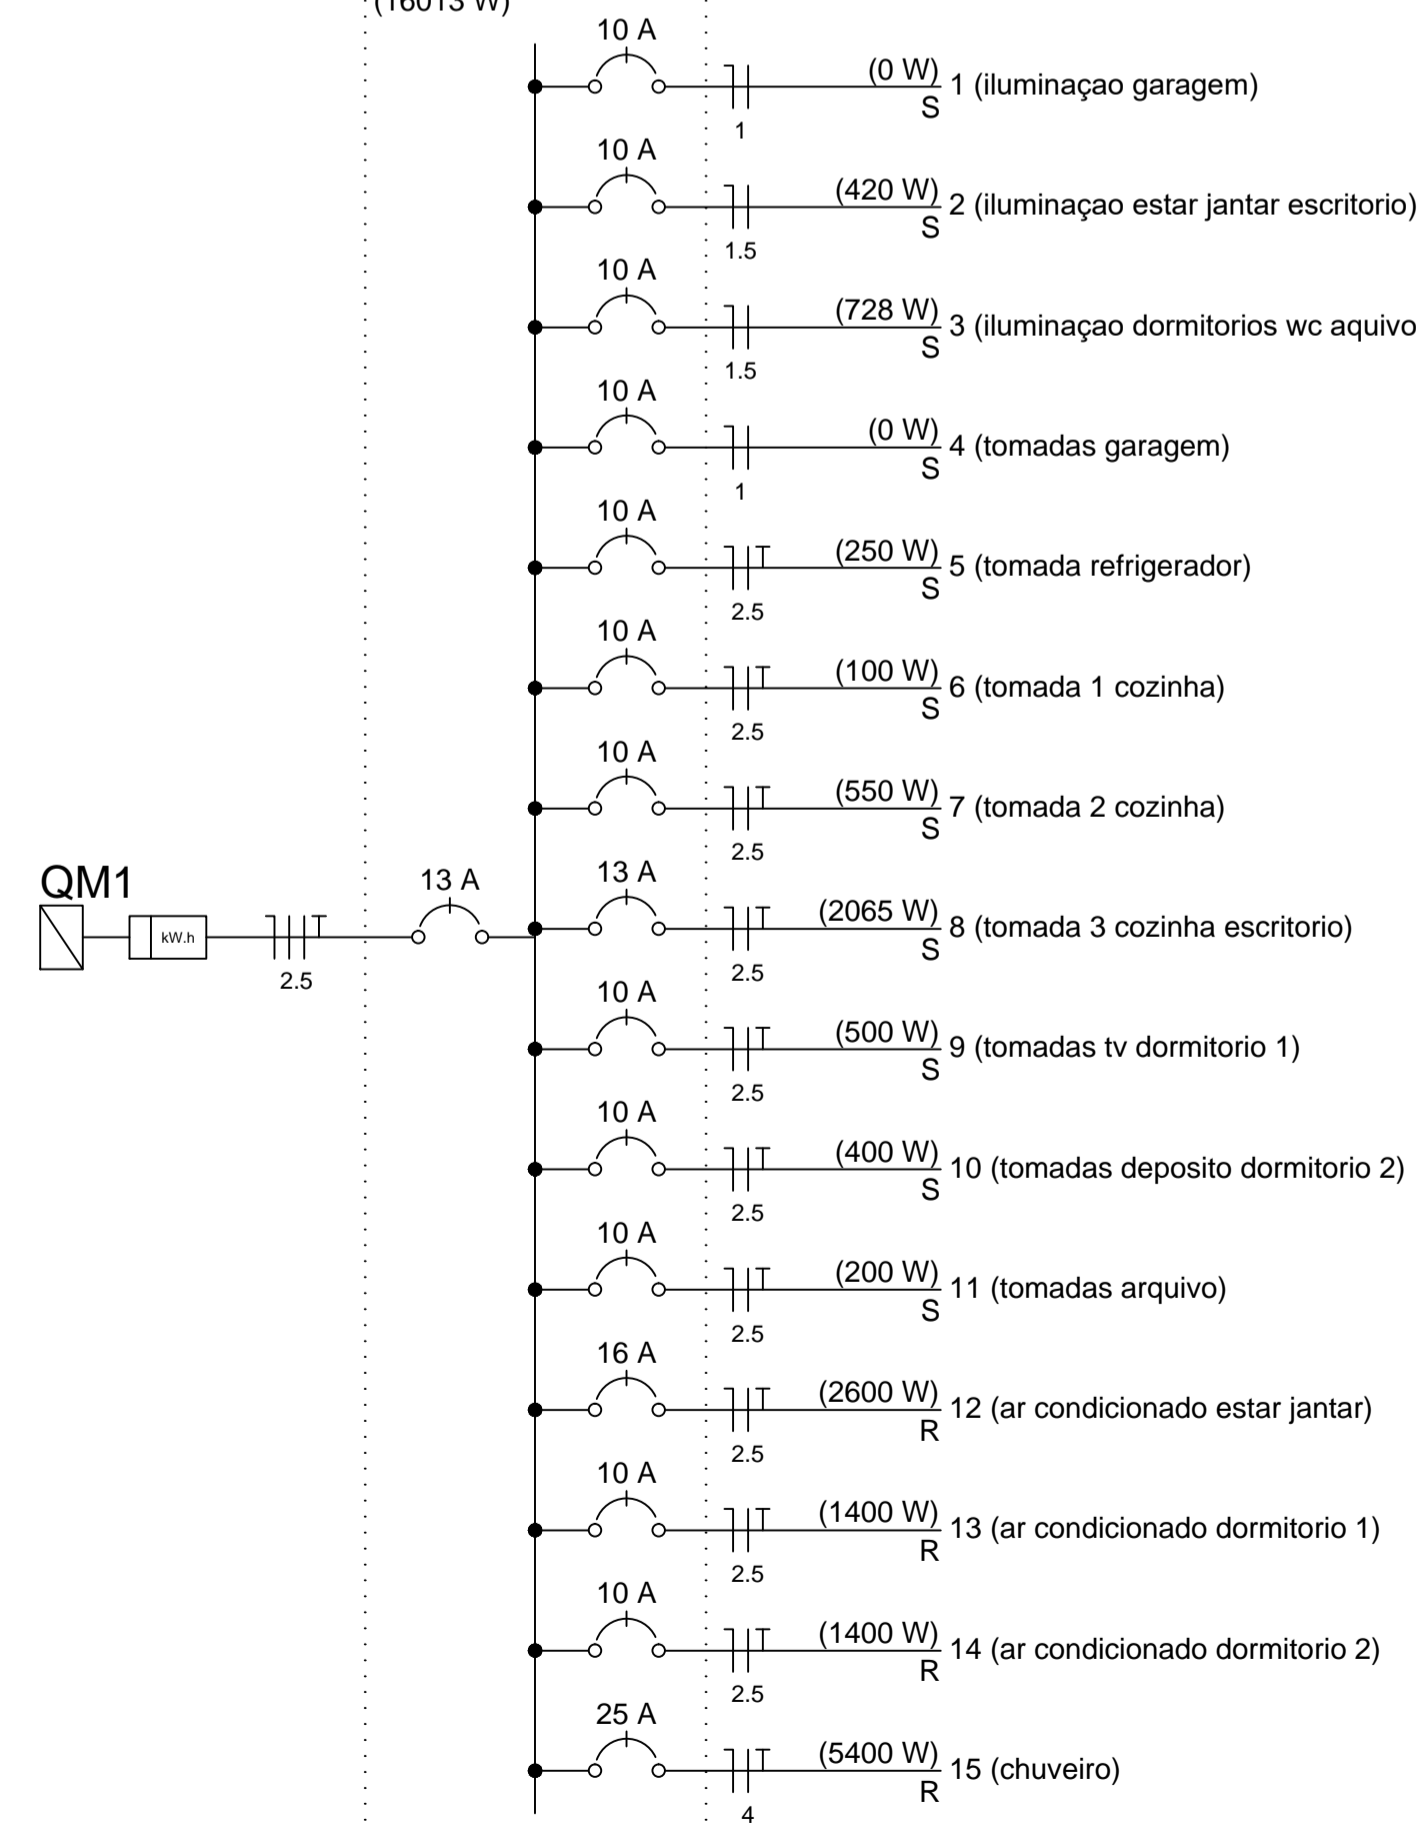 (16013 W)
10 A
(0 W) 1 (iluminaçao garagem)
S
1
10 A
(420 W) 2 (iluminaçao estar jantar escritorio)
S
1.5
10 A
(728 W) 3 (iluminaçao dormitorios wc aquivo
S
1.5
10 A
(0 W) 4 (tomadas garagem)
S
1
10 A
(250 W) 5 (tomada refrigerador)
S
2.5
10 A
(100 W) 6 (tomada 1 cozinha)
S
2.5
10 A
(550 W) 7 (tomada 2 cozinha)
S
2.5
QM1
kW.h
2.5
13 A
13 A
(2065 W) 8 (tomada 3 cozinha escritorio)
S
2.5
10 A
(500 W) 9 (tomadas tv dormitorio 1)
S
2.5
10 A
(400 W) 10 (tomadas deposito dormitorio 2)
S
2.5
10 A
(200 W) 11 (tomadas arquivo)
S
2.5
16 A
(2600 W) 12 (ar condicionado estar jantar)
R
2.5
10 A
(1400 W) 13 (ar condicionado dormitorio 1)
R
2.5
10 A
(1400 W) 14 (ar condicionado dormitorio 2)
R
2.5
25 A
(5400 W) 15 (chuveiro)
R
4